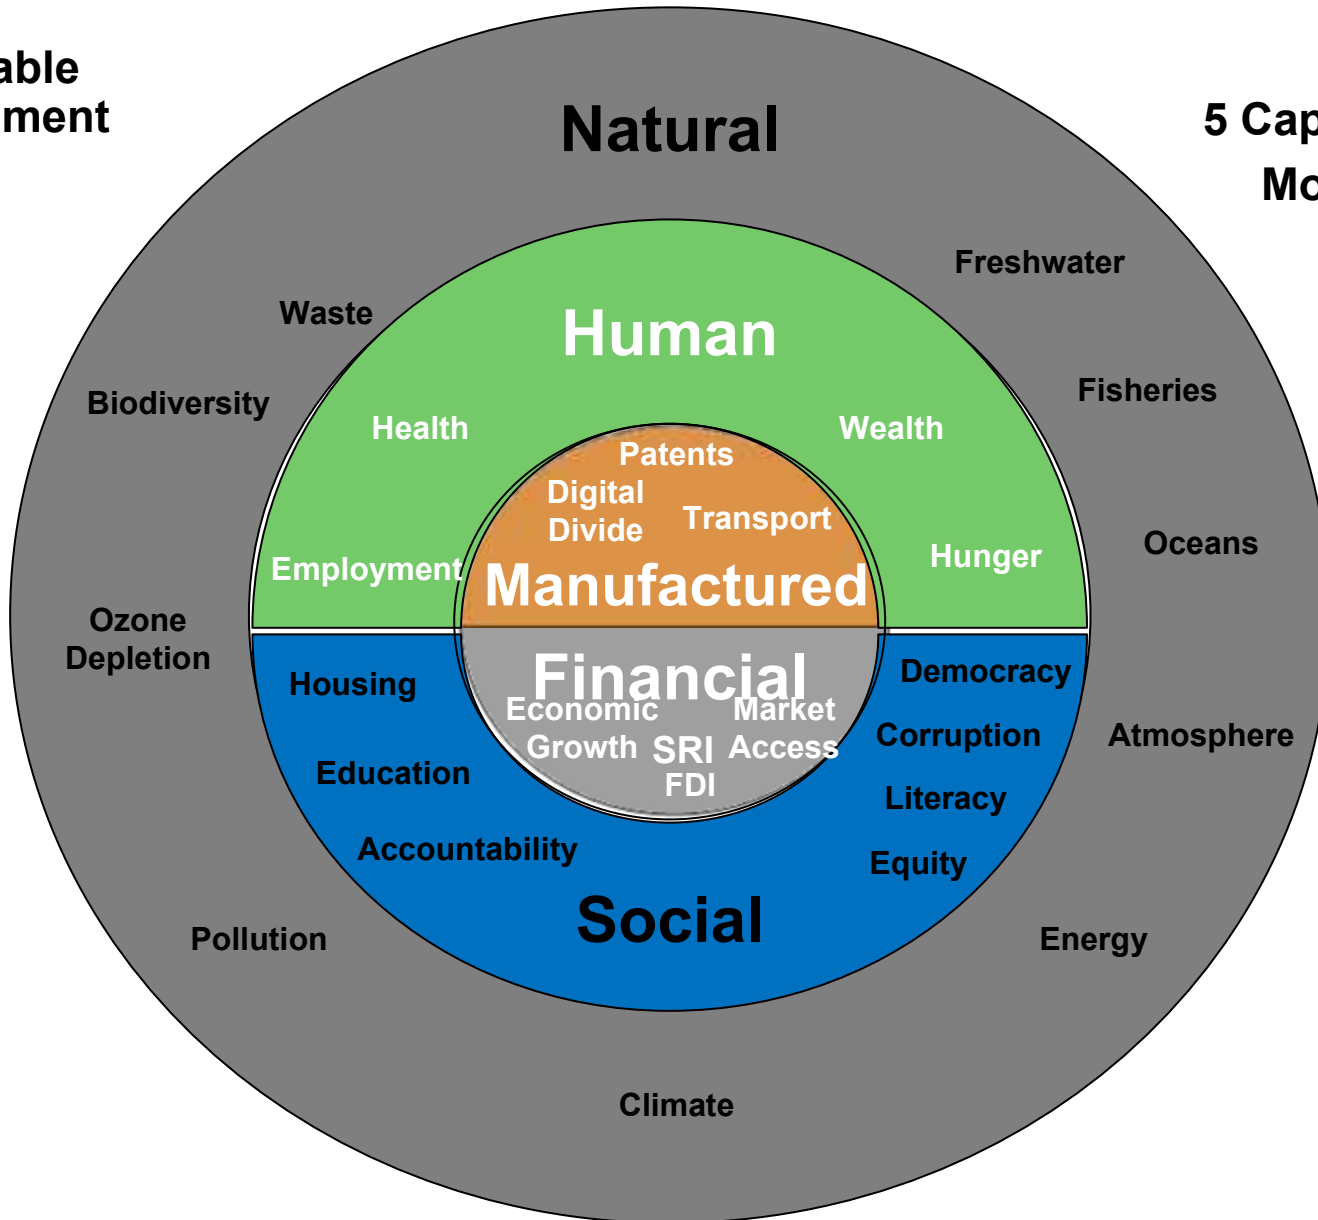 able
ment
5 Cap
Mo
Natural
Freshwater
Waste
Human
Fisheries
Biodiversity
Health
Wealth
Patents
Digital
Divide
Transport
Oceans
Hunger
Employment
Manufactured
Ozone
Depletion
Financial
Democracy
Housing
Economic
Growth
Market
Access
SRI
FDI
Corruption
Atmosphere
Education
Literacy
Accountability
Equity
Social
Pollution
Energy
Climate